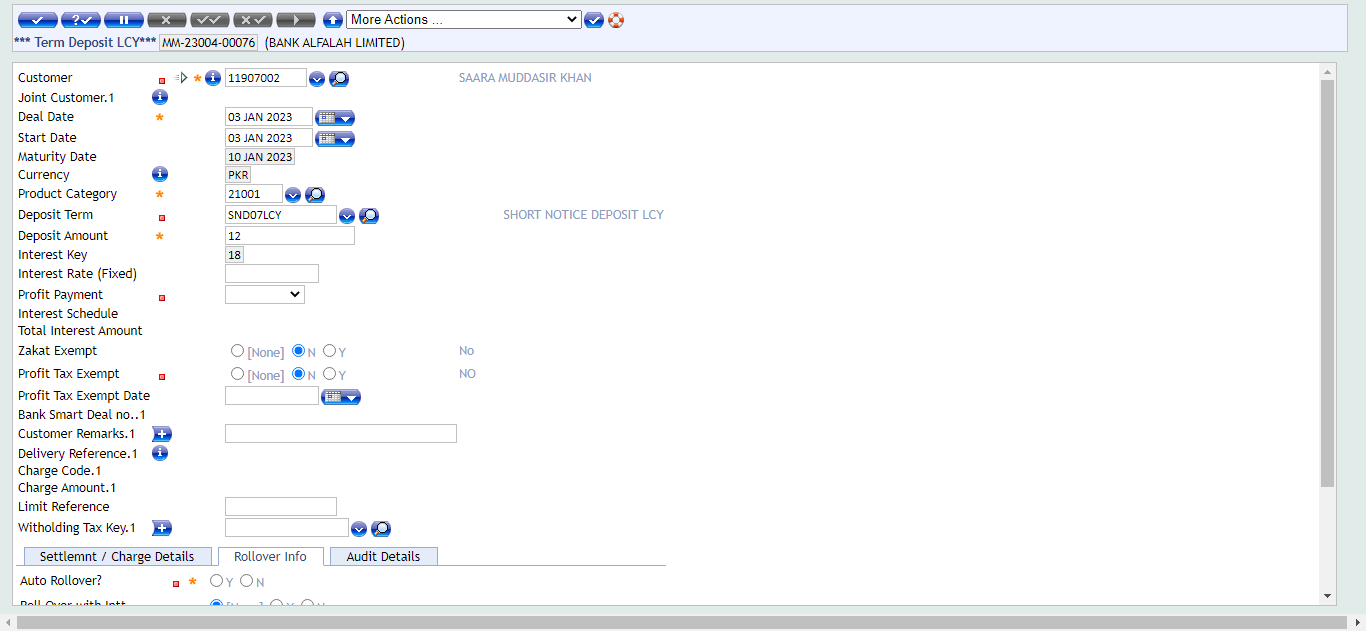 More Actions ...
*** Term Deposit LCY*** MM-23004-00076 (BANK ALFALAH LIMITED)
Customer * 11907002 SAARA MUDDASIR KHAN
Joint Customer.1
Deal Date * 03 JAN 2023
Start Date 03 JAN 2023
Maturity Date 10 JAN 2023
Currency PKR
Product Category * 21001
Deposit Term SND07LCY SHORT NOTICE DEPOSIT LCY
Deposit Amount * 12
Interest Key 18
Interest Rate (Fixed)
Profit Payment
Interest Schedule
Total Interest Amount
Zakat Exempt [None] N Y No
Profit Tax Exempt [None] N Y NO
Profit Tax Exempt Date
Bank Smart Deal no..1
Customer Remarks.1
Delivery Reference.1
Charge Code.1
Charge Amount.1
Limit Reference
Witholding Tax Key.1
Settlemnt / Charge Details Rollover Info Audit Details
Auto Rollover? * Y N
Roll Over with Intt [None] Y N